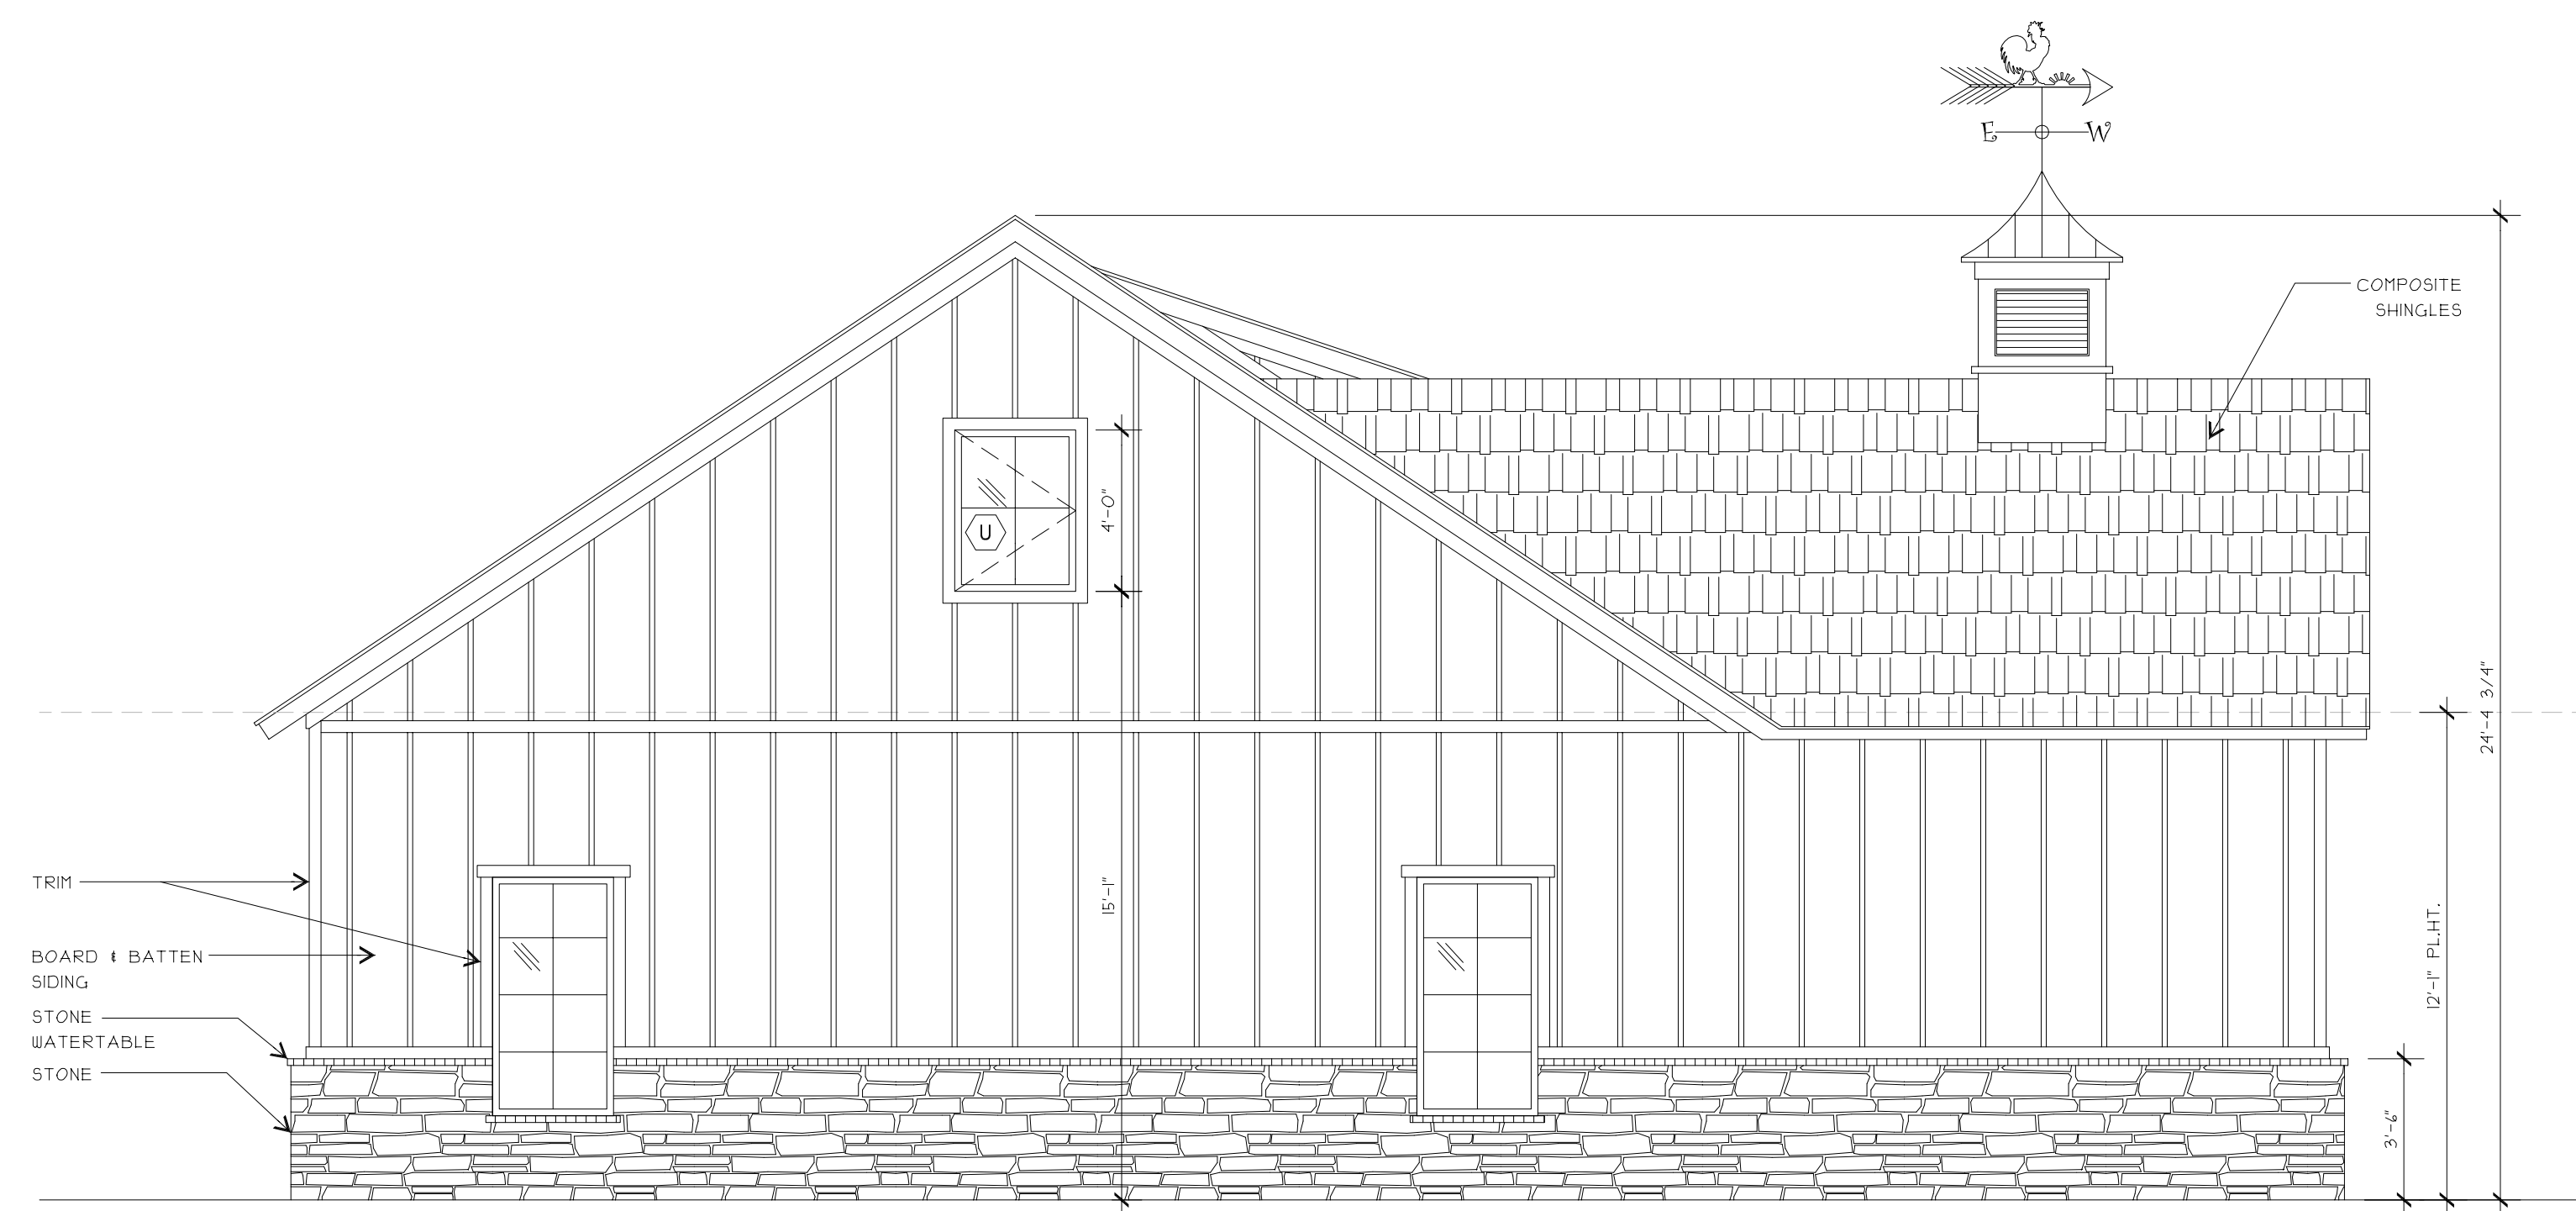 E W
COMPOSITE
SHINGLES
4'-0"
U
24'-4 3/4"
12'-1" PL.HT.
15'-1"
TRIM
BOARD & BATTEN
SIDING
STONE
WATERTABLE
STONE
3'-6"